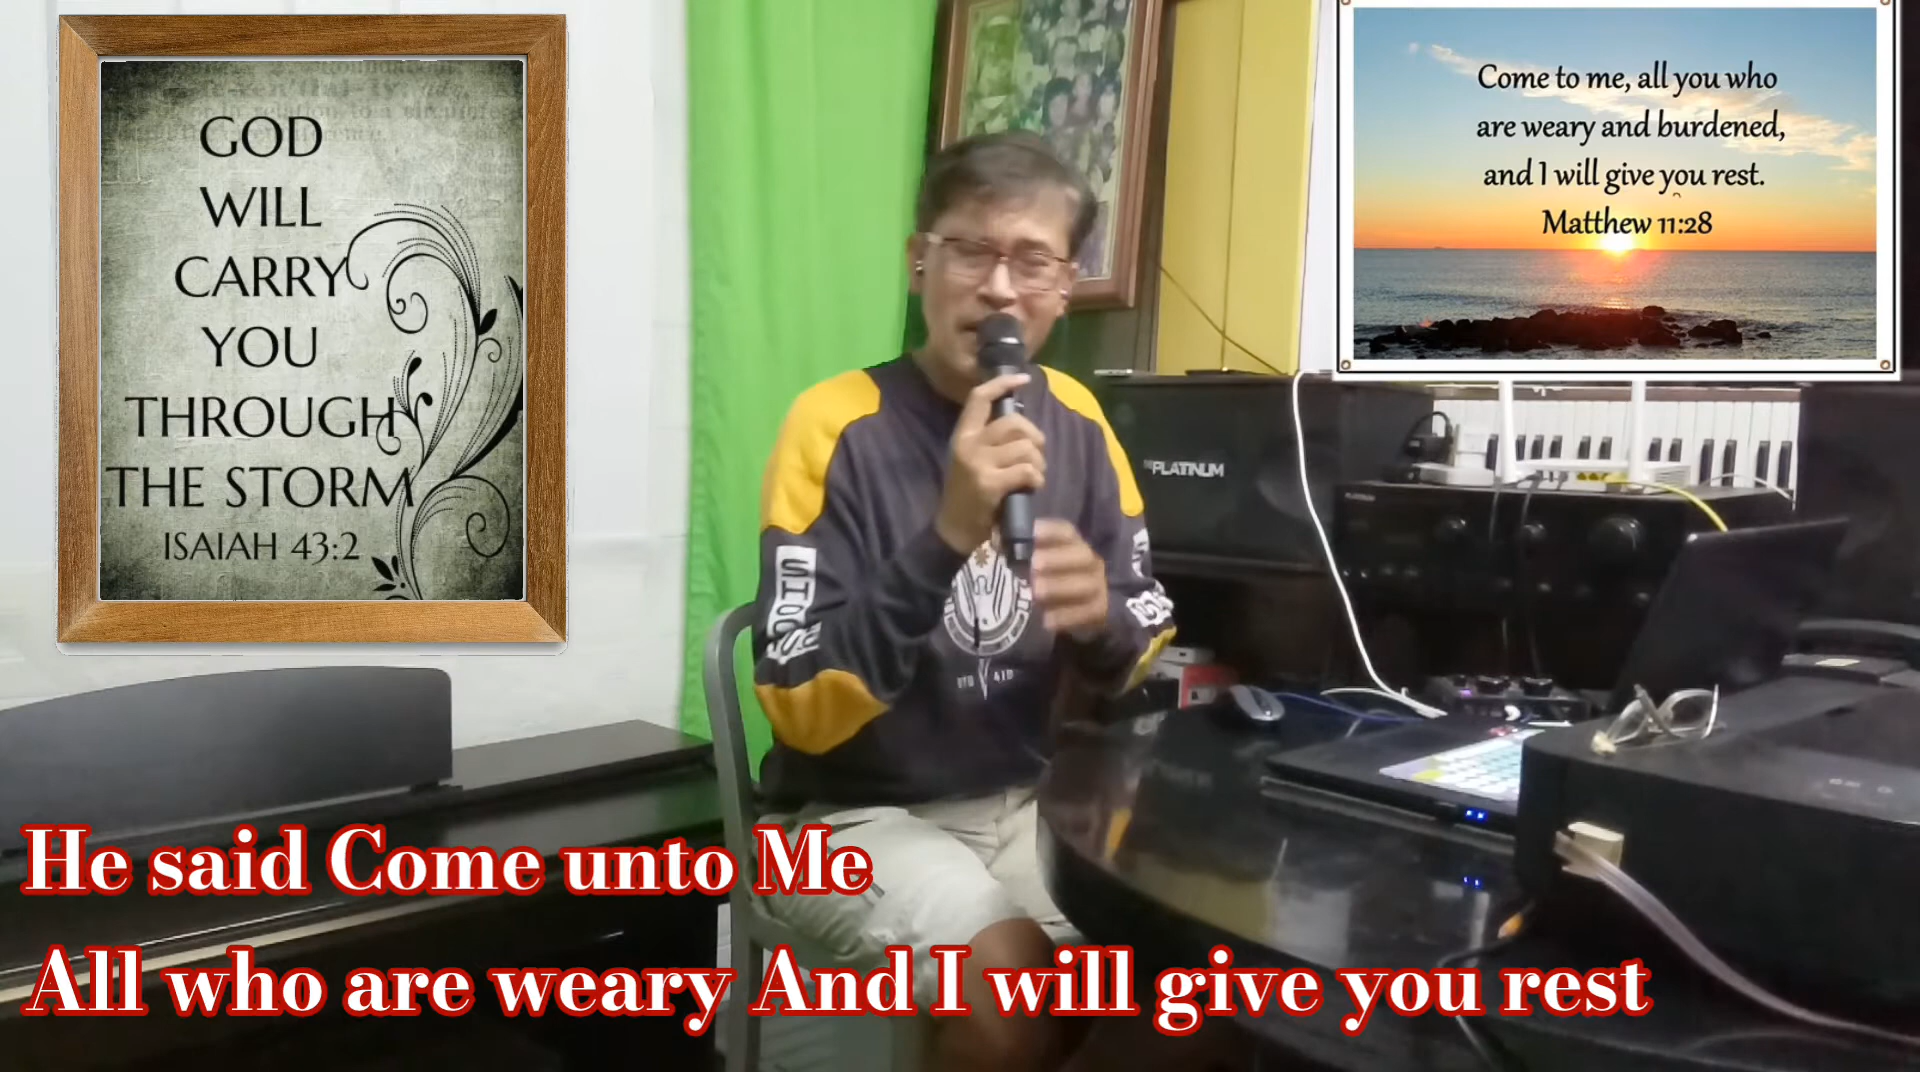 GOD
WILL
CARRY
YOU
THROUGH
THE STORM
ISAIAH 43:2
Come to me, all you who
are weary and burdened,
and I will give you rest.
Matthew 11:28
PLATINUM
He said Come unto Me
All who are weary And I will give you rest